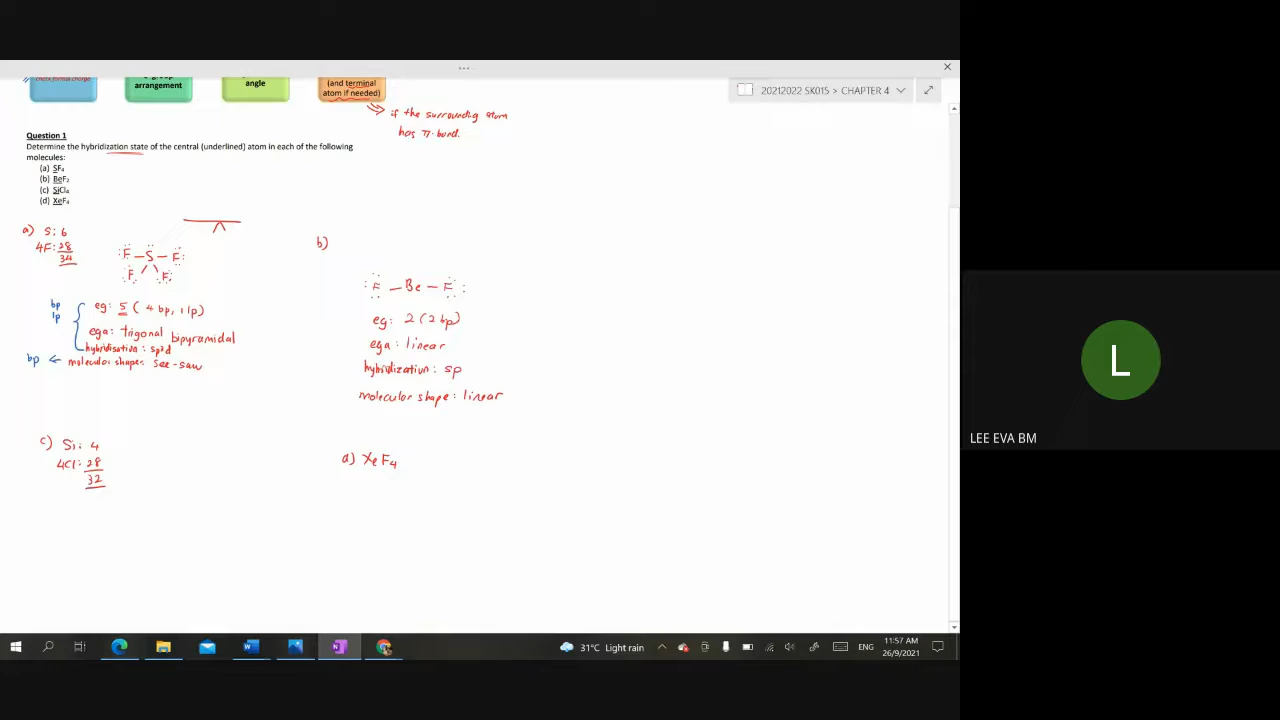 check formal charge
arrangement
angle
(and terminal
atom if needed)
20212022 SK015 > CHAPTER 4
if the surrounding atom
has π-bond.
Question 1
Determine the hybridization state of the central (underlined) atom in each of the following
molecules:
(a) SF₄
(b) BeF₂
(c) SiCl₄
(d) XeF₄
a) S: 6
4F: 28
34
F – S – F
F F
bp
lp
eg: 5 (4 bp, 1 lp)
ega: trigonal bipyramidal
hybridisation: sp³d
bp ← molecular shape: see-saw
b)
F – Be – F
eg: 2 (2 bp)
ega: linear
hybridization: sp
molecular shape: linear
c) Si: 4
4Cl: 28
32
d) XeF₄
L
LEE EVA BM
31°C Light rain
ENG
11:57 AM
26/9/2021